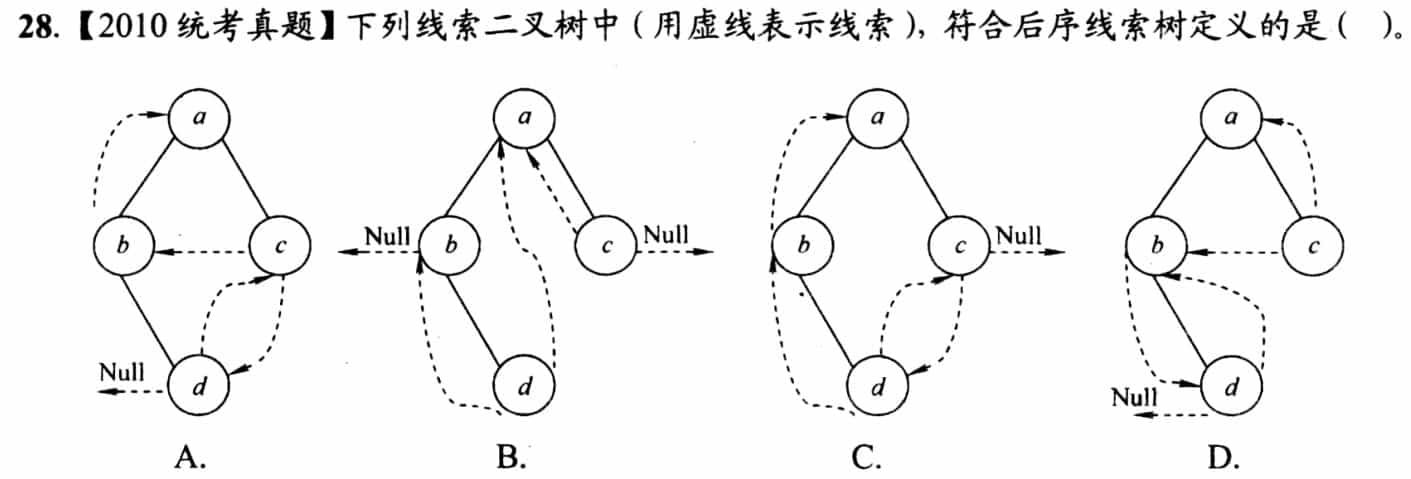 28.【2010 统考真题】下列线索二叉树中（用虚线表示线索），符合后序线索树定义的是（ ）。
a a a a
Null Null Null
b c b c b c b c
Null d d d Null d
A. B. C. D.